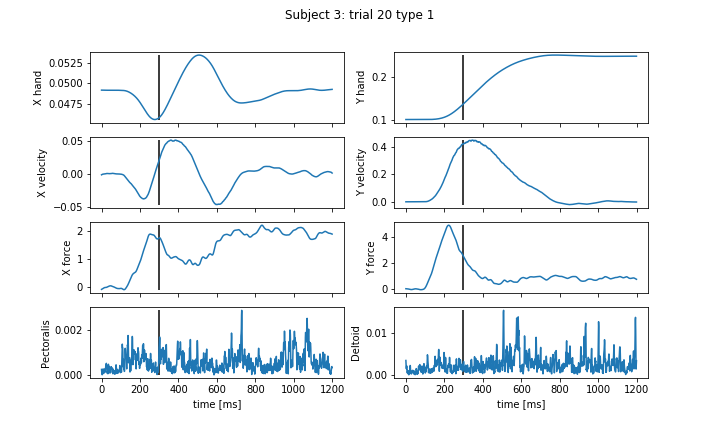 Subject 3: trial 20 type 1
X hand
0.0525
0.0500
0.0475
Y hand
0.2
0.1
X velocity
0.05
0.00
−0.05
Y velocity
0.4
0.2
0.0
X force
2
1
0
Y force
4
2
0
Pectoralis
0.002
0.000
0 200 400 600 800 1000 1200
time [ms]
Deltoid
0.01
0.00
0 200 400 600 800 1000 1200
time [ms]